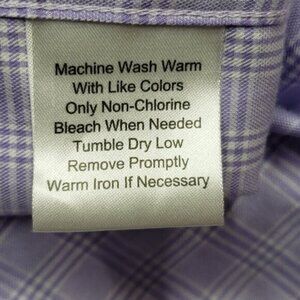 Machine Wash Warm
With Like Colors
Only Non-Chlorine
Bleach When Needed
Tumble Dry Low
Remove Promptly
Warm Iron If Necessary